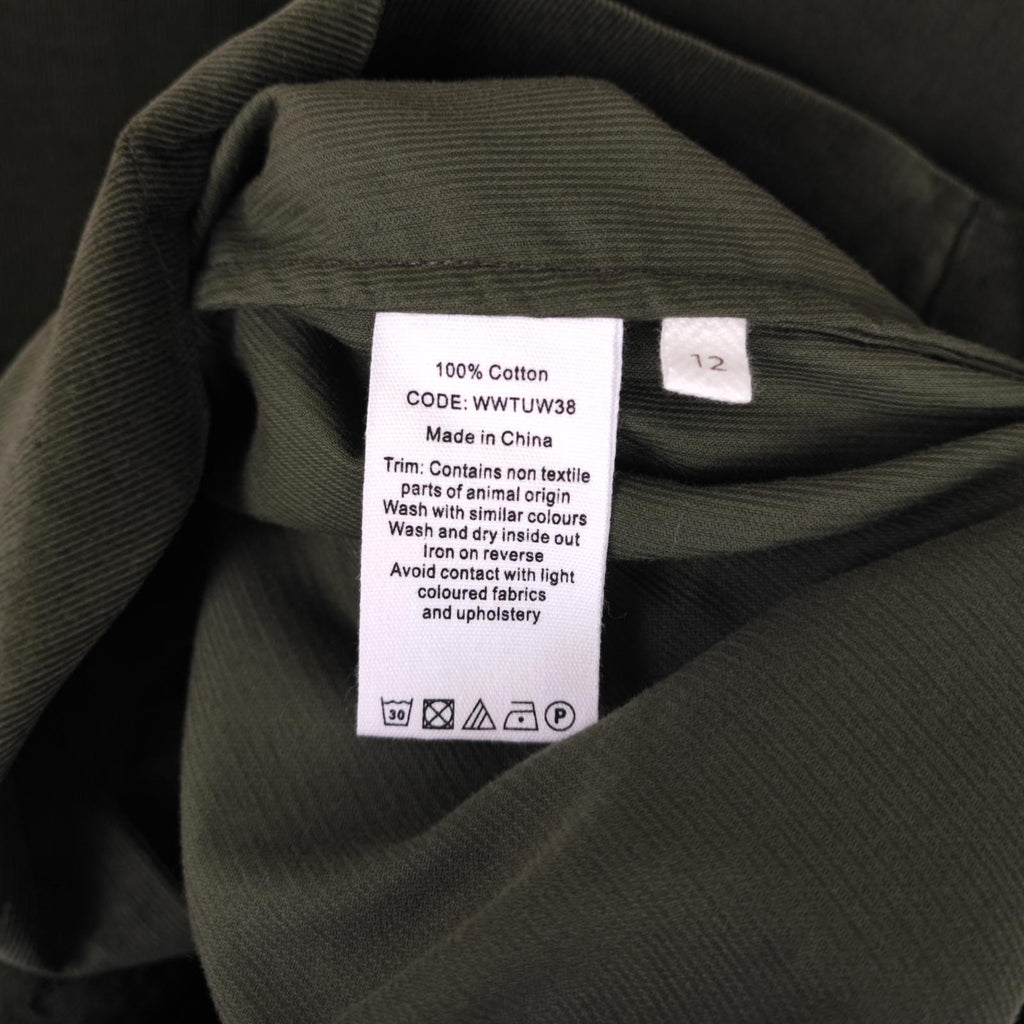 100% Cotton
CODE: WWTUW38
Made in China
Trim: Contains non textile
parts of animal origin
Wash with similar colours
Wash and dry inside out
Iron on reverse
Avoid contact with light
coloured fabrics
and upholstery
30 P
12